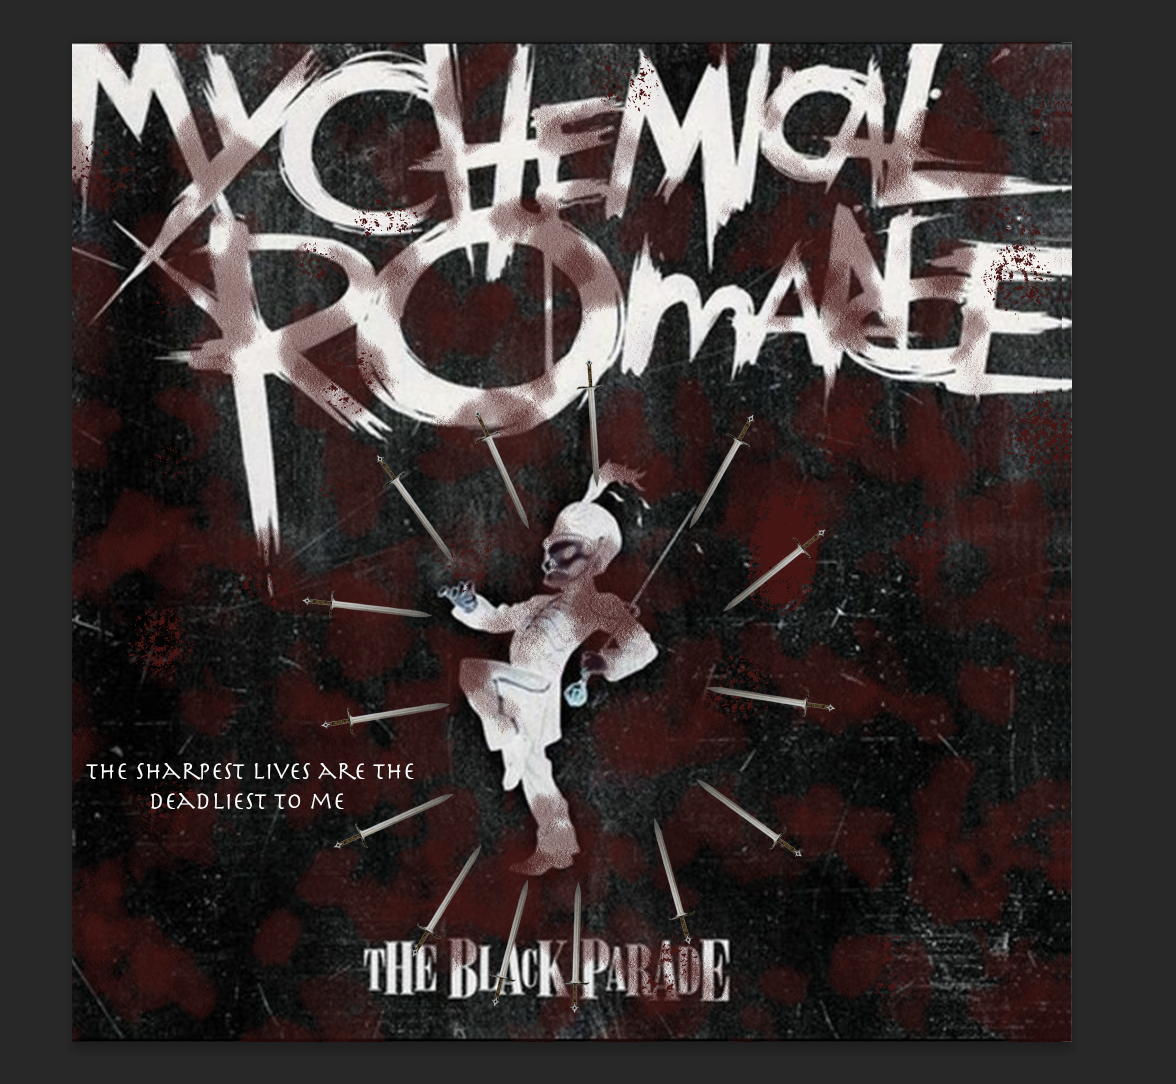 MY CHEMICAL
ROMANCE
THE SHARPEST LIVES ARE THE
DEADLIEST TO ME
THE BLACK PARADE